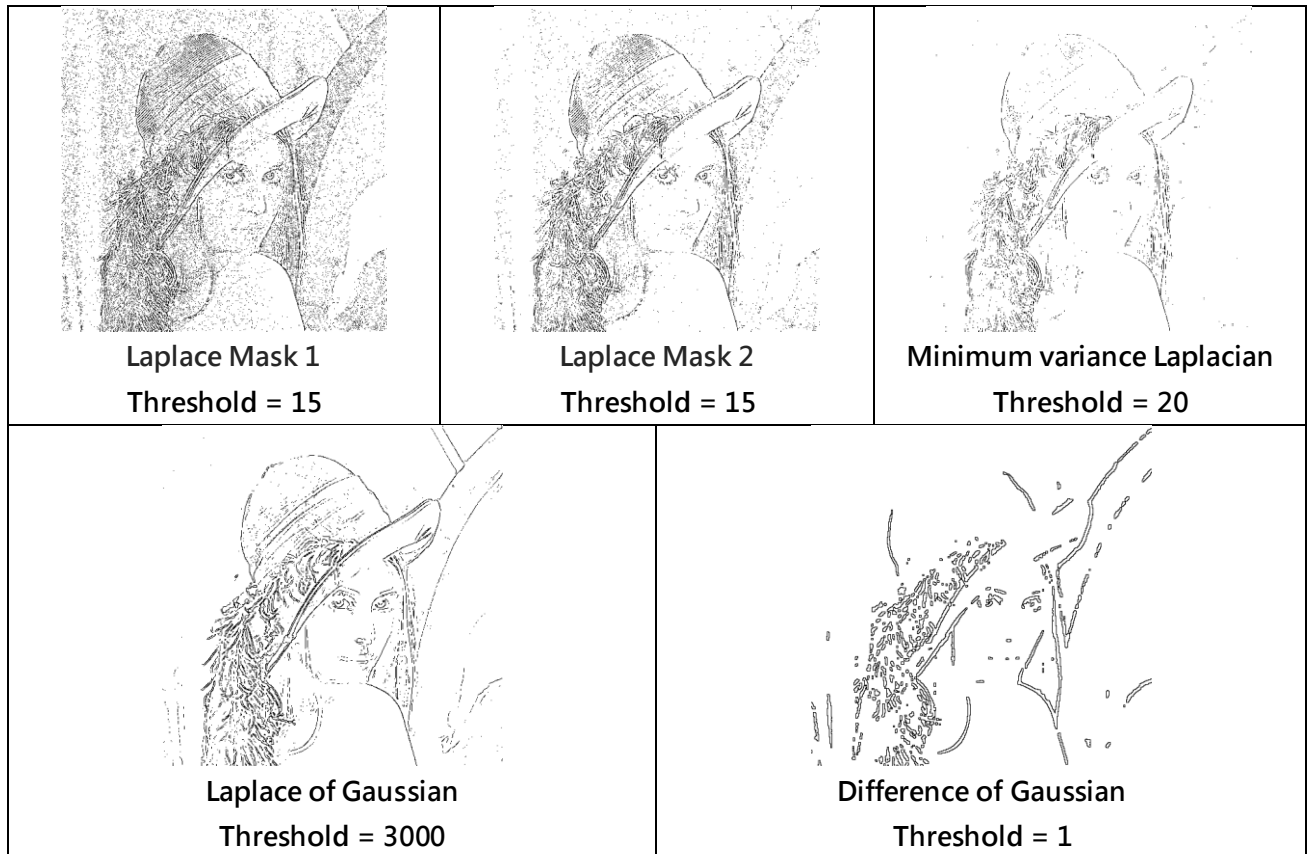 Laplace Mask 1
Threshold = 15
Laplace Mask 2
Threshold = 15
Minimum variance Laplacian
Threshold = 20
Laplace of Gaussian
Threshold = 3000
Difference of Gaussian
Threshold = 1